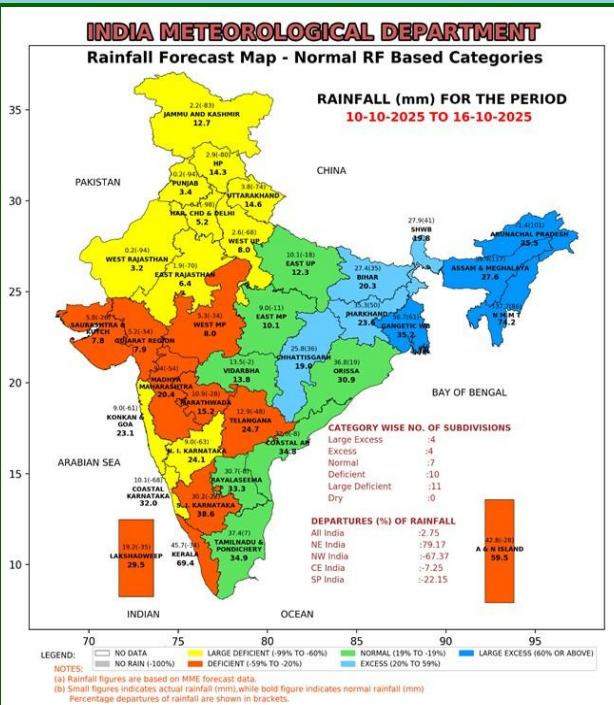 INDIA METEOROLOGICAL DEPARTMENT
Rainfall Forecast Map - Normal RF Based Categories
RAINFALL (mm) FOR THE PERIOD
10-10-2025 TO 16-10-2025
35
30
25
20
15
10
70
75
80
85
90
95
PAKISTAN
CHINA
ARABIAN SEA
BAY OF BENGAL
INDIAN
OCEAN
2.2(-83)
JAMMU AND KASHMIR
12.7
2.9(-80)
HP
14.3
0.2(-94)
PUNJAB
3.4
3.8(-74)
UTTARAKHAND
14.6
HAR, CHD & DELHI
5.2
2.6(-68)
WEST UP
8.0
0.2(-94)
WEST RAJASTHAN
3.2
1.9(-70)
EAST RAJASTHAN
6.4
10.1(-18)
EAST UP
12.3
27.4(35)
BIHAR
20.3
27.9(41)
SHWB
19.8
ARUNACHAL PRADESH
25.5
ASSAM & MEGHALAYA
27.6
N M M T
74.2
GANGETIC WB
35.2
35.3(50)
JHARKHAND
23.6
SAURASHTRA &
KUTCH
7.8
5.2(-34)
GUJARAT REGION
7.9
5.3(-34)
WEST MP
8.0
9.0(-11)
EAST MP
10.1
25.8(36)
CHHATTISGARH
19.0
36.8(19)
ORISSA
30.9
13.5(-2)
VIDARBHA
13.8
MADHYA
MAHARASHTRA
20.4
10.9(-28)
MARATHWADA
15.2
12.9(-48)
TELANGANA
24.7
9.0(-61)
KONKAN &
GOA
23.1
COASTAL AP
34.8
9.0(-63)
N. I. KARNATAKA
24.1
10.1(-68)
COASTAL
KARNATAKA
32.0
RAYALASEEMA
33.3
S. I. KARNATAKA
38.6
37.4(7)
TAMILNADU &
PONDICHERY
34.9
KERALA
69.4
19.2(-35)
LAKSHADWEEP
29.5
42.8(-28)
A & N ISLAND
59.5
CATEGORY WISE NO. OF SUBDIVISIONS
Large Excess :4
Excess :4
Normal :7
Deficient :10
Large Deficient :11
Dry :0
DEPARTURES (%) OF RAINFALL
All India :2.75
NE India :79.17
NW India :-67.37
CE India :-7.25
SP India :-22.15
LEGEND:
NO DATA
NO RAIN (-100%)
LARGE DEFICIENT (-99% TO -60%)
DEFICIENT (-59% TO -20%)
NORMAL (19% TO -19%)
EXCESS (20% TO 59%)
LARGE EXCESS (60% OR ABOVE)
NOTES:
(a) Rainfall figures are based on MME forecast data.
(b) Small figures indicates actual rainfall (mm),while bold figure indicates normal rainfall (mm)
Percentage departures of rainfall are shown in brackets.